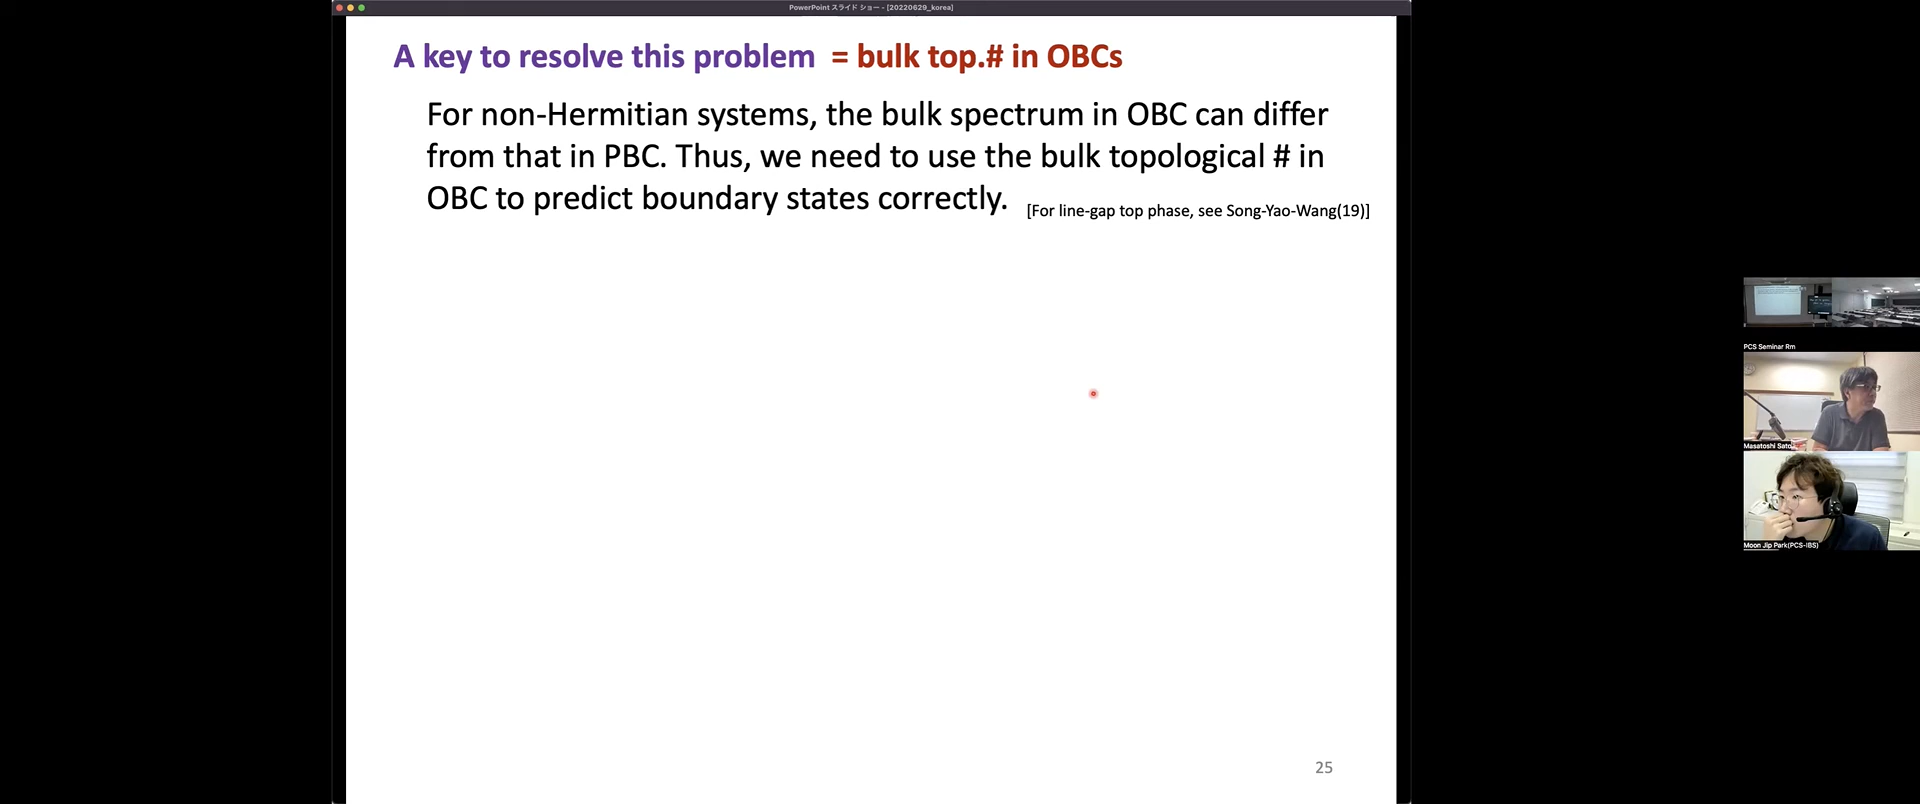 PowerPoint スライド ショー - [20220629_korea]
A key to resolve this problem = bulk top.# in OBCs
For non-Hermitian systems, the bulk spectrum in OBC can differ
from that in PBC. Thus, we need to use the bulk topological # in
OBC to predict boundary states correctly.
[For line-gap top phase, see Song-Yao-Wang(19)]
25
PCS Seminar Rm
Masatoshi Sato
Moon Jip Park(PCS-IBS)